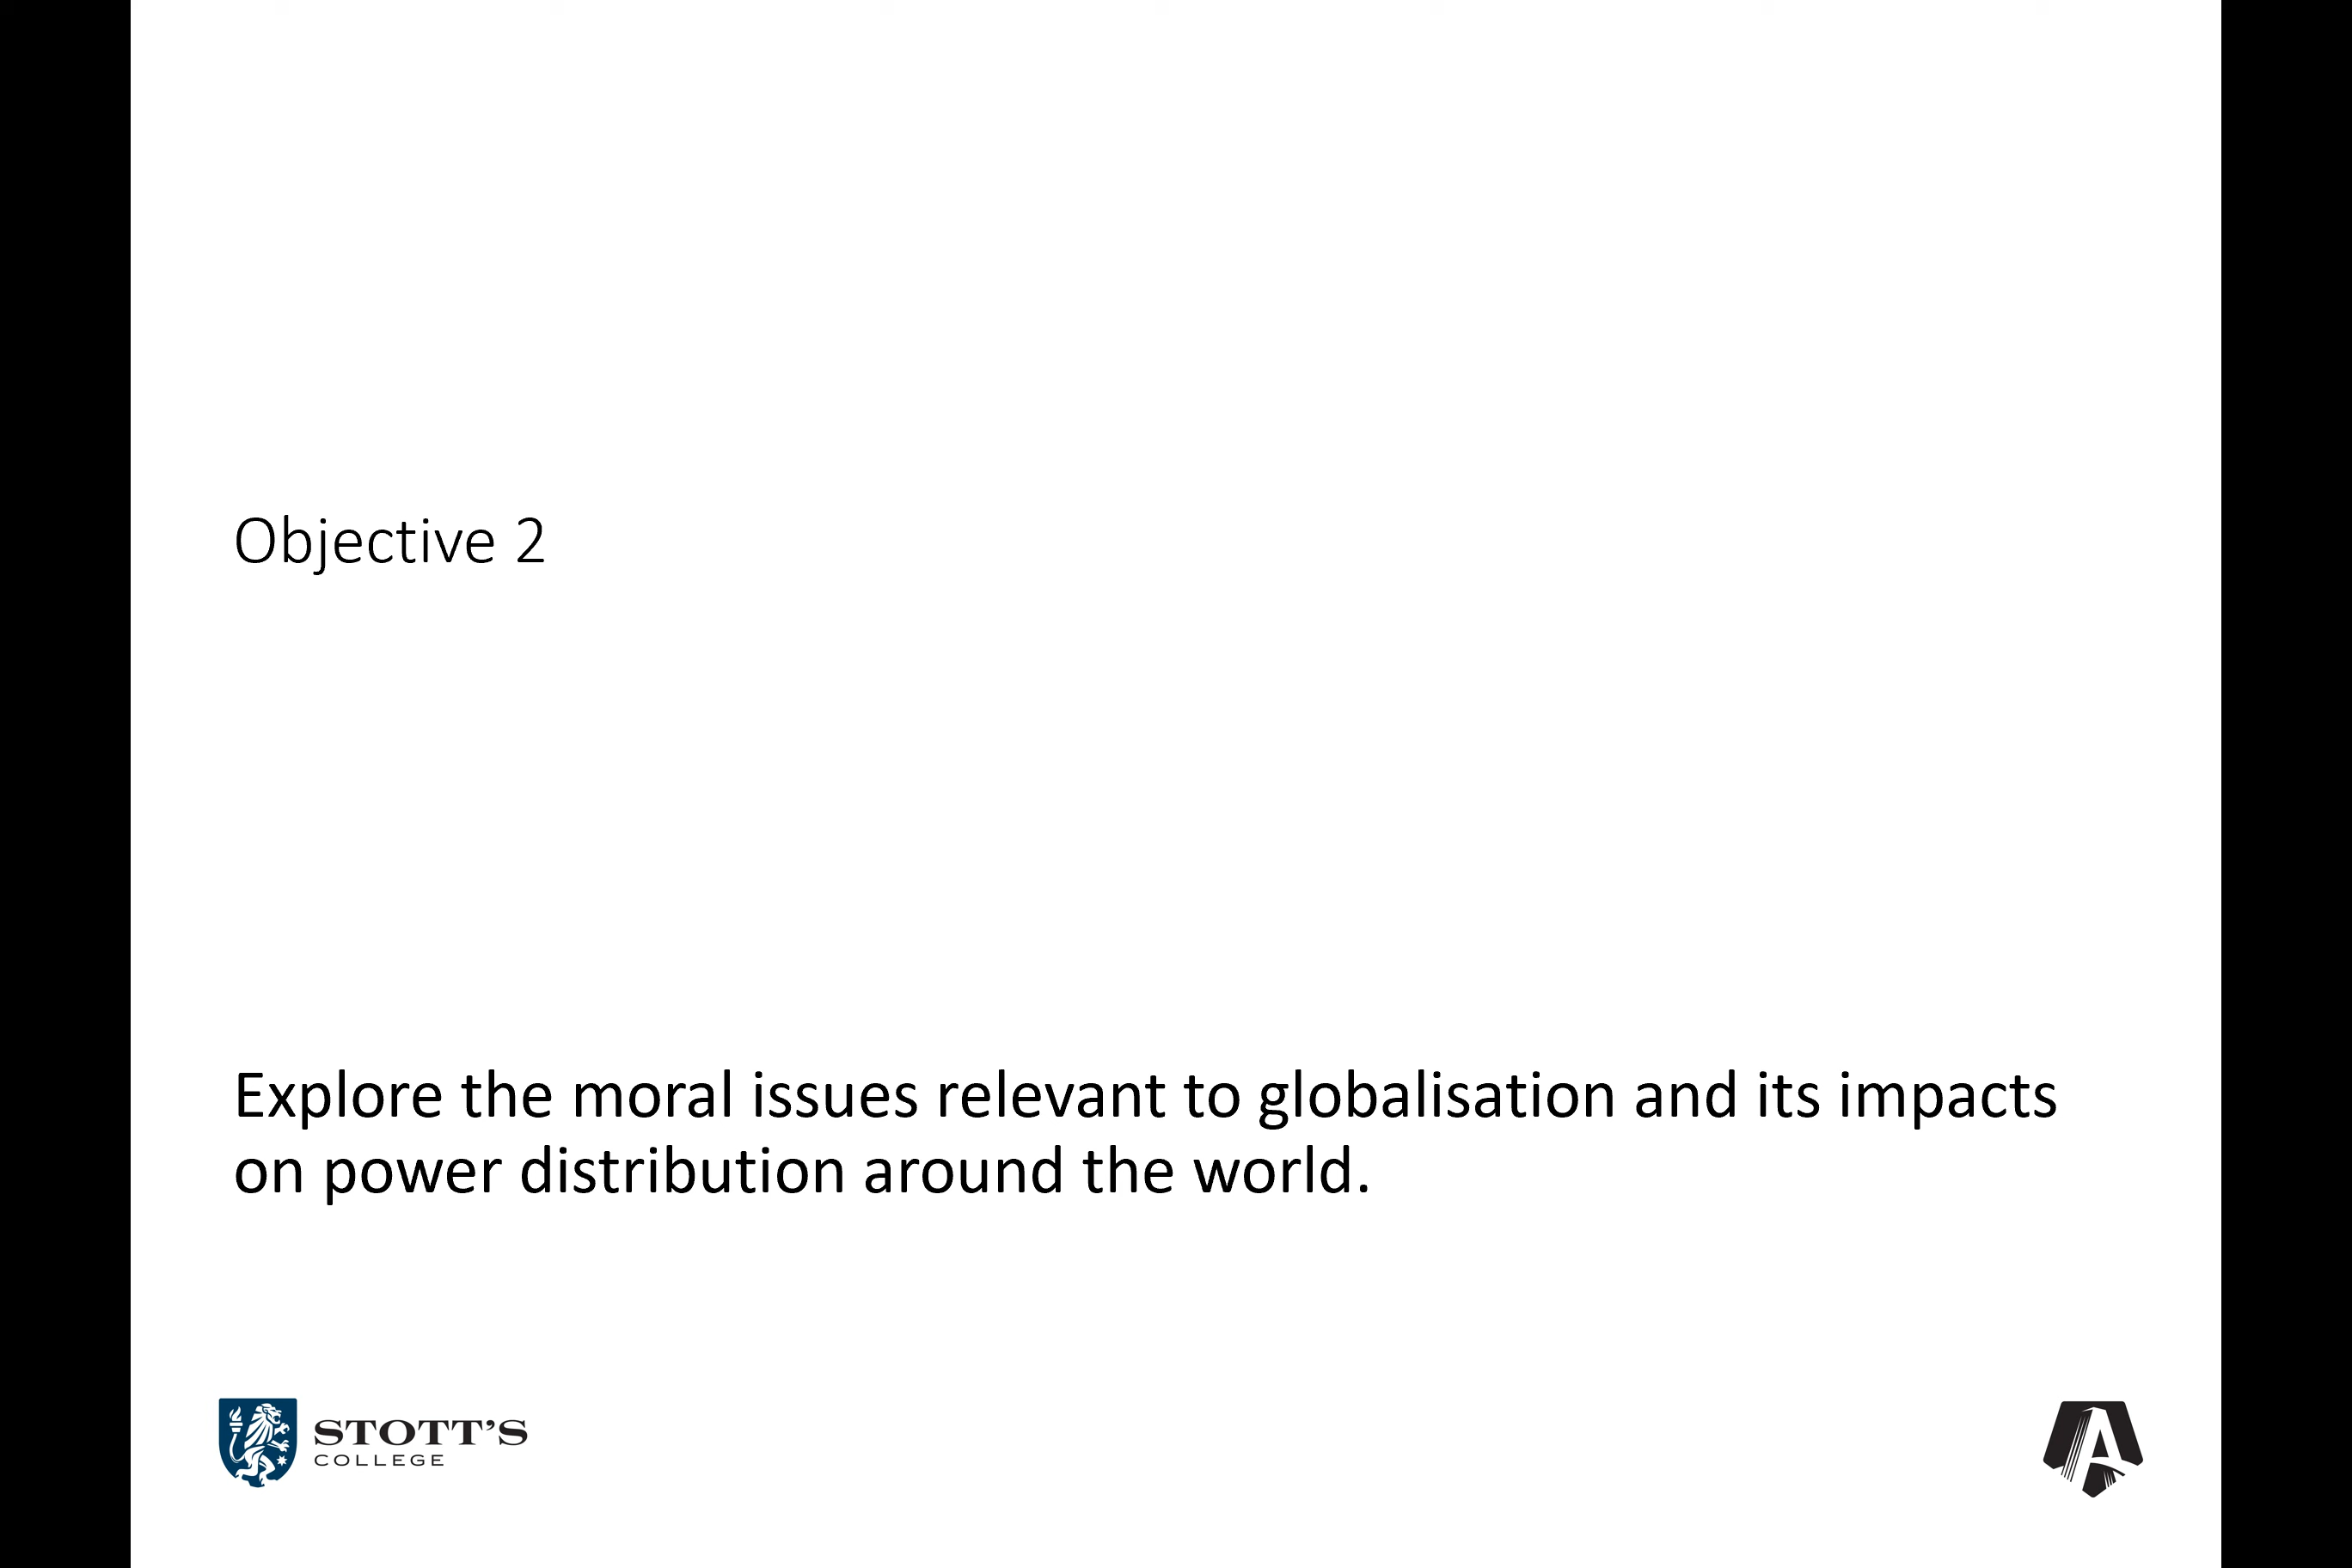 Objective 2
Explore the moral issues relevant to globalisation and its impacts
on power distribution around the world.
STOTT'S
COLLEGE
A